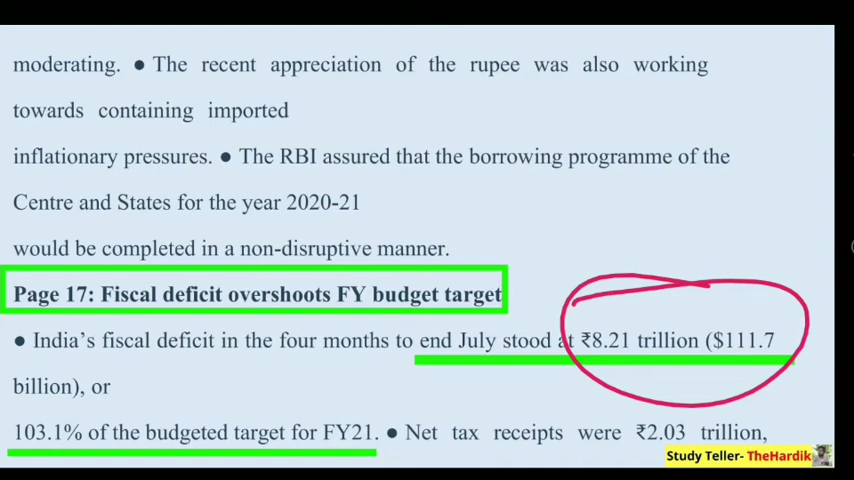 moderating. ● The recent appreciation of the rupee was also working
towards containing imported
inflationary pressures. ● The RBI assured that the borrowing programme of the
Centre and States for the year 2020-21
would be completed in a non-disruptive manner.
Page 17: Fiscal deficit overshoots FY budget target
● India's fiscal deficit in the four months to end July stood at ₹8.21 trillion ($111.7
billion), or
103.1% of the budgeted target for FY21. ● Net tax receipts were ₹2.03 trillion,
Study Teller- TheHardik